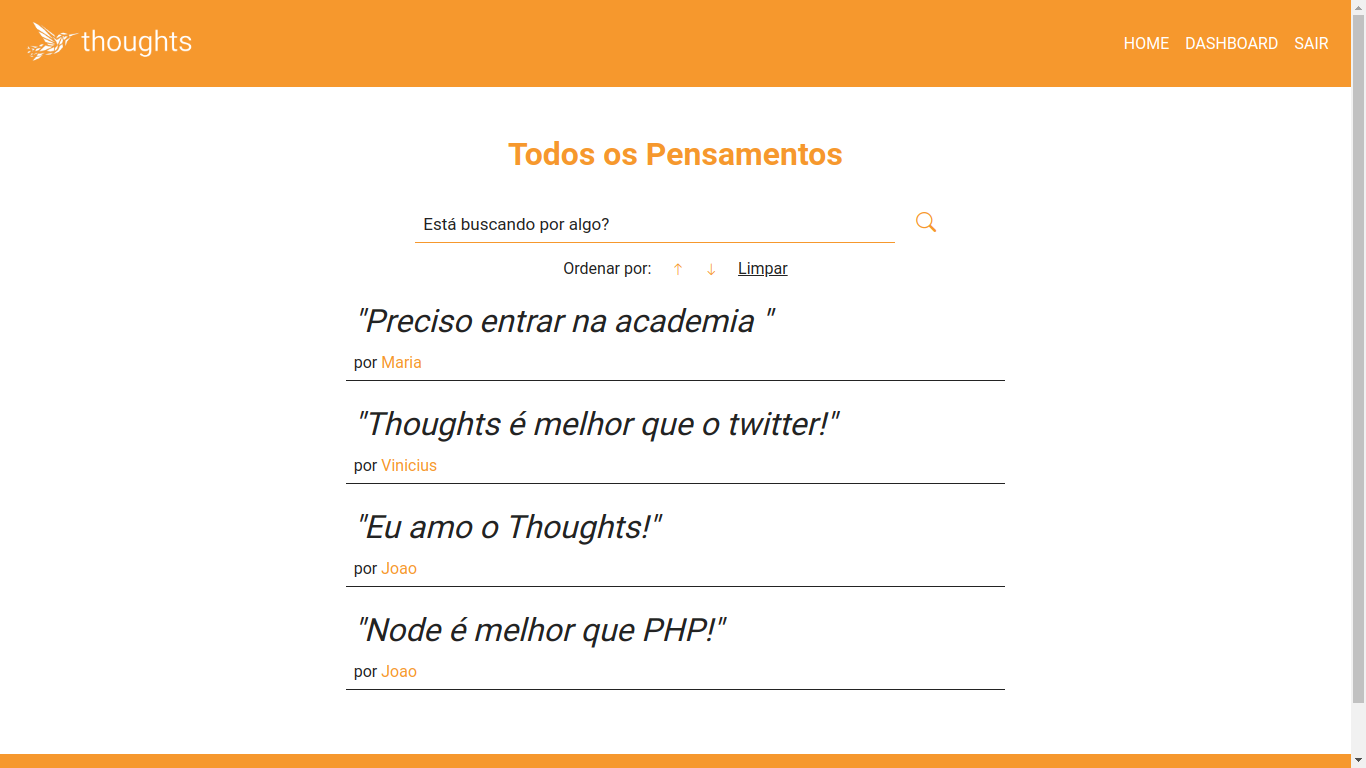 thoughts
HOME DASHBOARD SAIR
Todos os Pensamentos
Está buscando por algo?
Ordenar por: ↑ ↓ Limpar
"Preciso entrar na academia "
por Maria
"Thoughts é melhor que o twitter!"
por Vinicius
"Eu amo o Thoughts!"
por Joao
"Node é melhor que PHP!"
por Joao